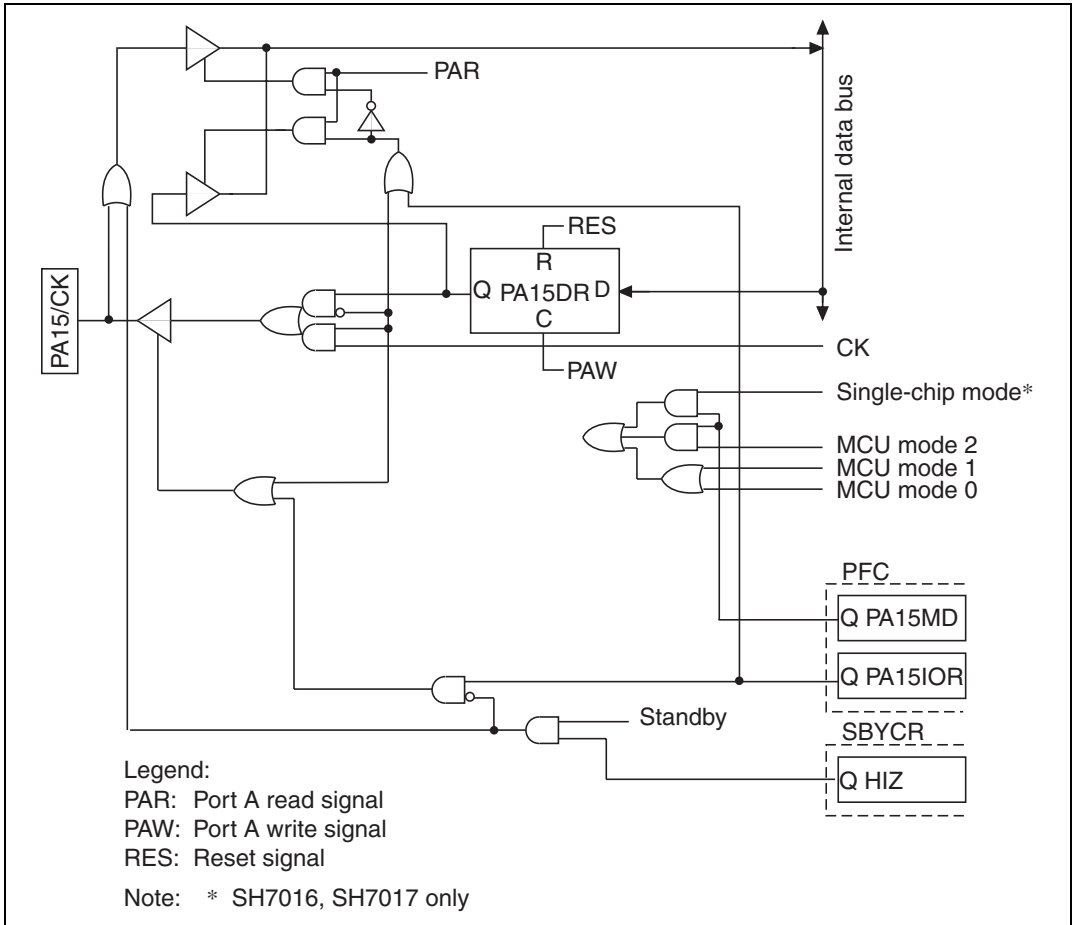 PAR
Internal data bus
RES
R
Q PA15DR D
C
PA15/CK
PAW
CK
Single-chip mode*
MCU mode 2
MCU mode 1
MCU mode 0
PFC
Q PA15MD
Q PA15IOR
Standby
SBYCR
Q HIZ
Legend:
PAR: Port A read signal
PAW: Port A write signal
RES: Reset signal
Note: * SH7016, SH7017 only